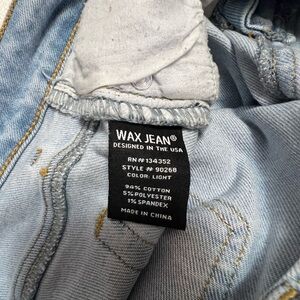 WAX JEAN®
DESIGNED IN THE USA
RN# 134352
STYLE # 90268
COLOR: LIGHT
94% COTTON
5% POLYESTER
1% SPANDEX
MADE IN CHINA